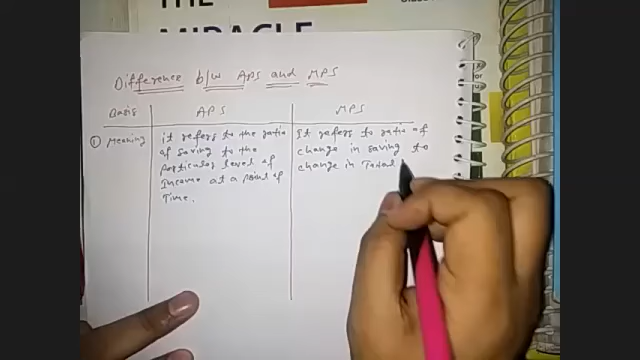 THE
MIRACLE
Difference b/w APS and MPS
Basis APS MPS
① Meaning it refers to the ratio
of saving to the
particular level of
Income at a point of
Time.
It refers to ratio of
change in saving to
change in Total